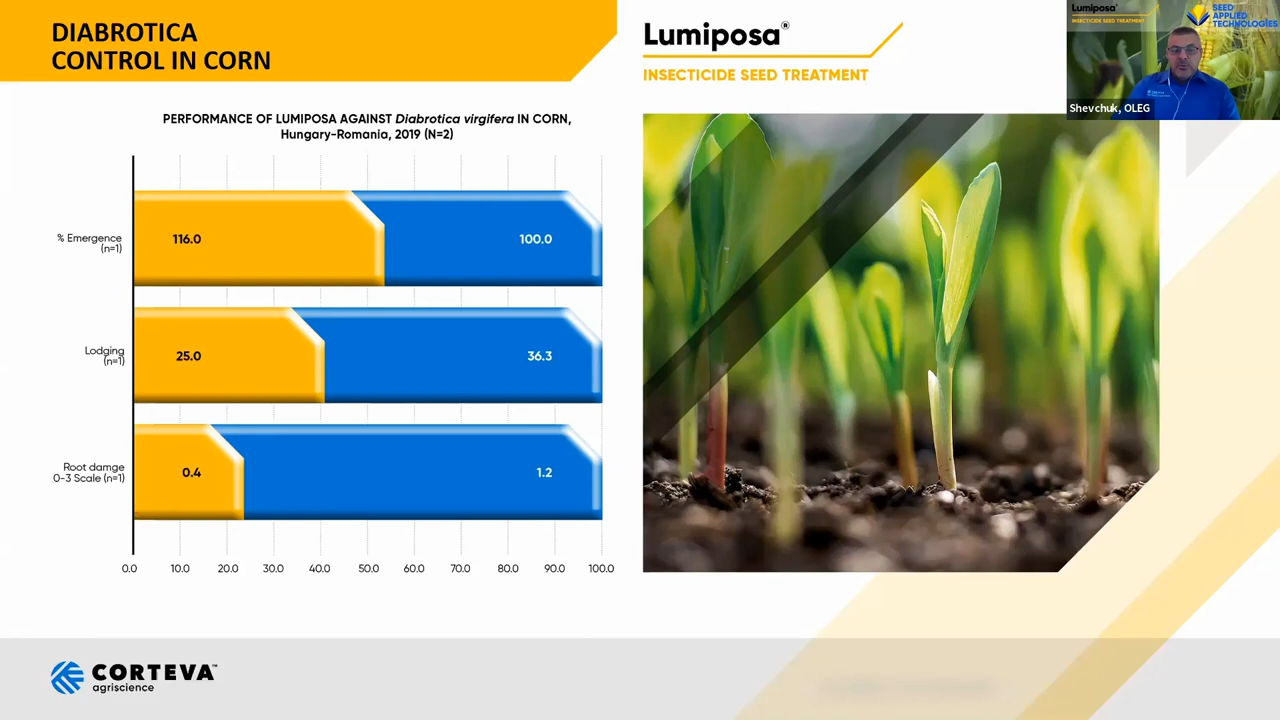 DIABROTICA
CONTROL IN CORN
PERFORMANCE OF LUMIPOSA AGAINST Diabrotica virgifera IN CORN,
Hungary-Romania, 2019 (N=2)
% Emergence
(n=1)
116.0
100.0
Lodging
(n=1)
25.0
36.3
Root damge
0-3 Scale (n=1)
0.4
1.2
0.0 10.0 20.0 30.0 40.0 50.0 60.0 70.0 80.0 90.0 100.0
Lumiposa®
INSECTICIDE SEED TREATMENT
Lumiposa®
INSECTICIDE SEED TREATMENT
SEED
APPLIED
TECHNOLOGIES
Shevchuk, OLEG
CORTEVA™
agriscience